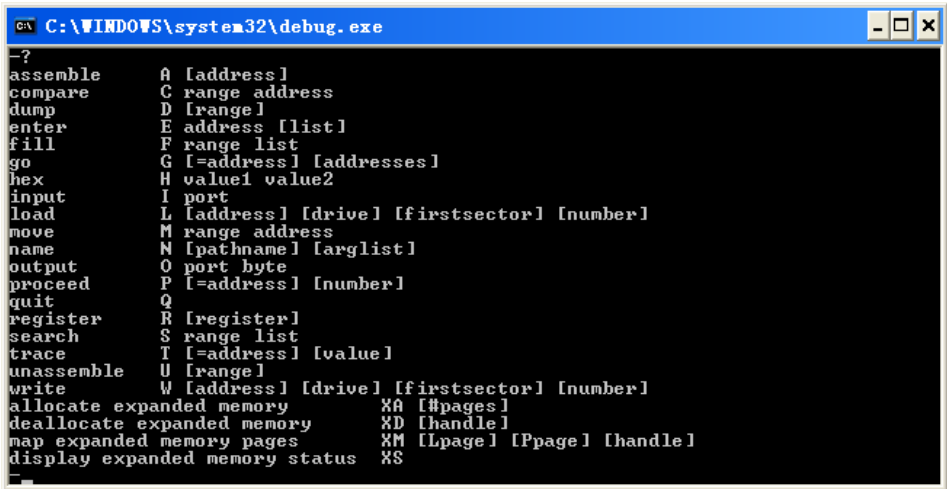 C:\WINDOWS\system32\debug.exe
-?
assemble A [address]
compare C range address
dump D [range]
enter E address [list]
fill F range list
go G [=address] [addresses]
hex H value1 value2
input I port
load L [address] [drive] [firstsector] [number]
move M range address
name N [pathname] [arglist]
output O port byte
proceed P [=address] [number]
quit Q
register R [register]
search S range list
trace T [=address] [value]
unassemble U [range]
write W [address] [drive] [firstsector] [number]
allocate expanded memory XA [#pages]
deallocate expanded memory XD [handle]
map expanded memory pages XM [Lpage] [Ppage] [handle]
display expanded memory status XS
-_